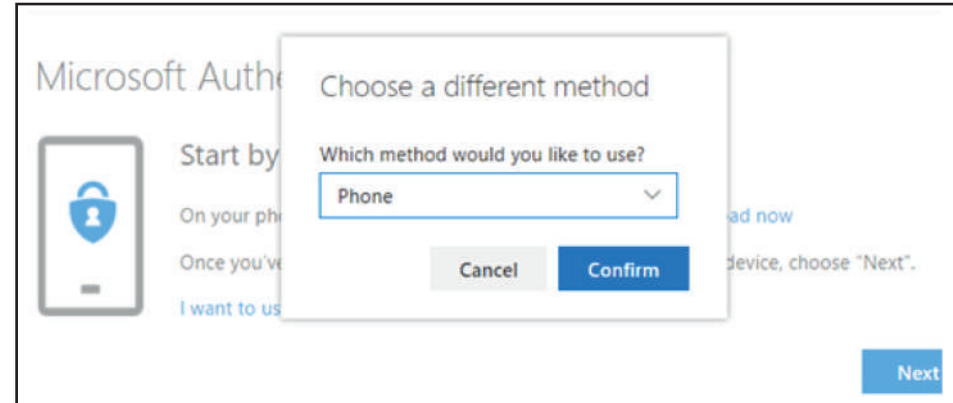 Microsoft Authe
Choose a different method
Start by
Which method would you like to use?
Phone
On your pho
ad now
Once you've
device, choose "Next".
Cancel
Confirm
I want to us
Next